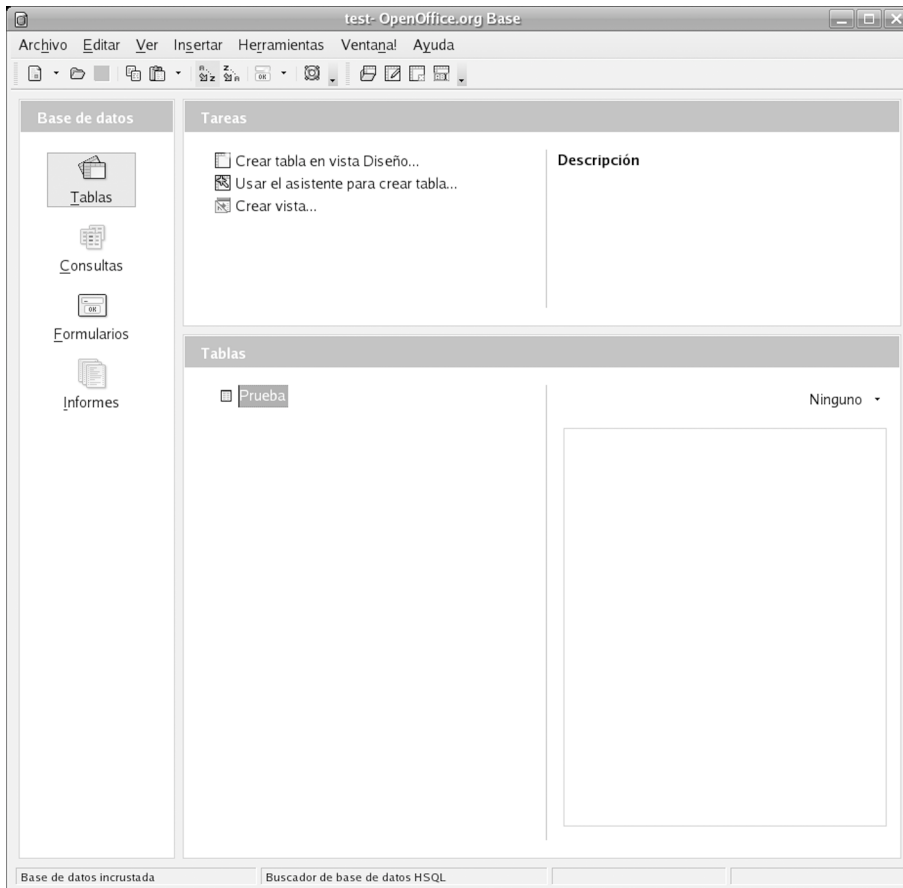 test- OpenOffice.org Base
Archivo Editar Ver Insertar Herramientas Ventana! Ayuda
Base de datos
Tablas
Consultas
Formularios
Informes
Tareas
Crear tabla en vista Diseño...
Usar el asistente para crear tabla...
Crear vista...
Descripción
Tablas
Prueba
Ninguno
Base de datos incrustada
Buscador de base de datos HSQL